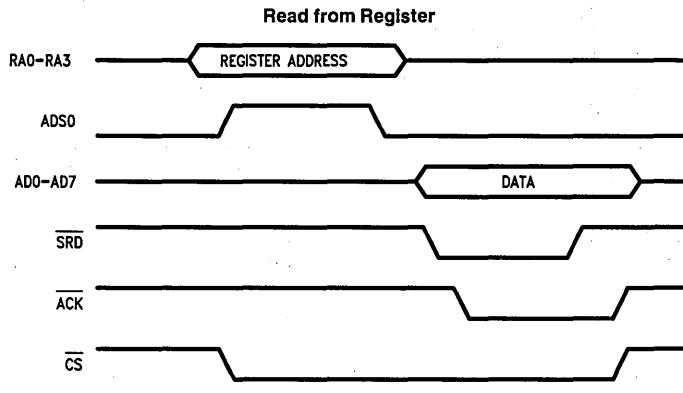 Read from Register
RA0-RA3
REGISTER ADDRESS
ADS0
AD0-AD7
DATA
SRD
ACK
CS